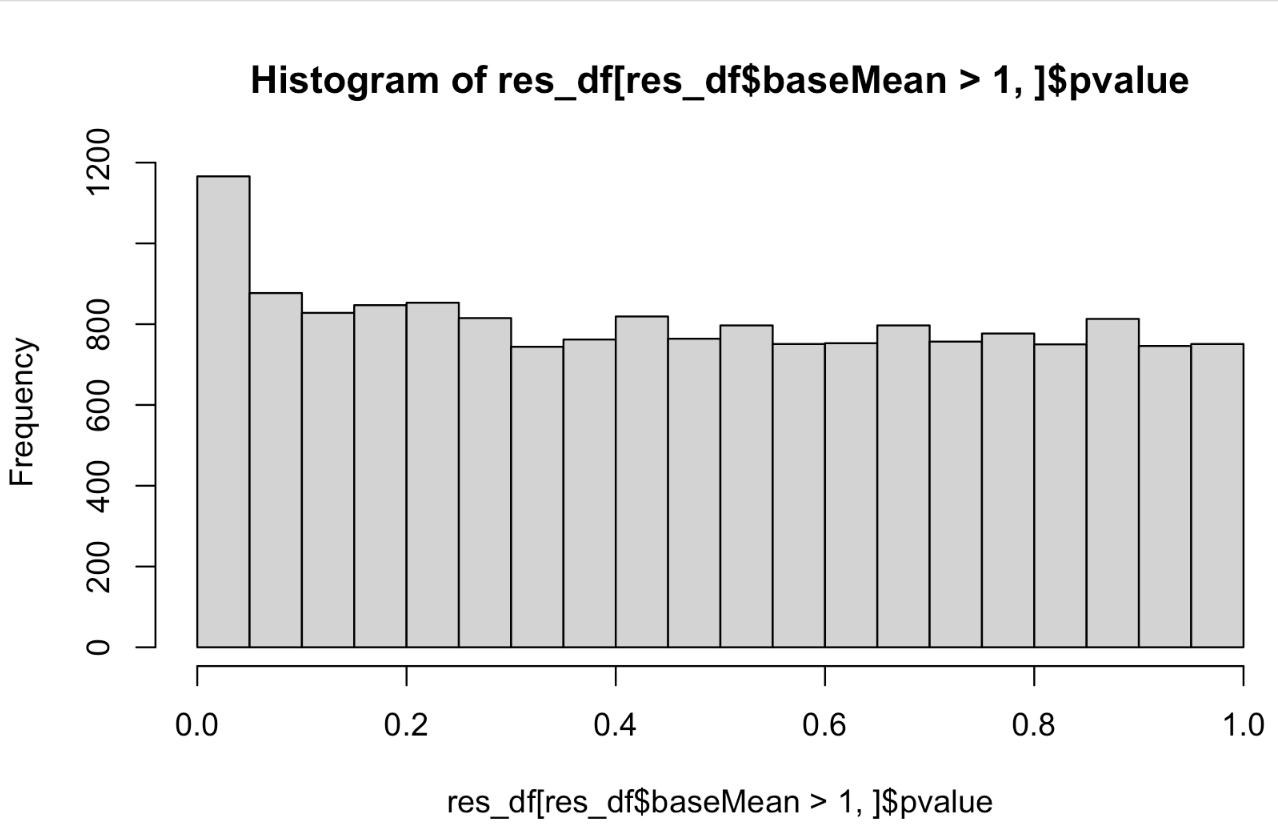 Histogram of res_df[res_df$baseMean > 1, ]$pvalue
Frequency
1200
800
600
400
200
0
0.0 0.2 0.4 0.6 0.8 1.0
res_df[res_df$baseMean > 1, ]$pvalue